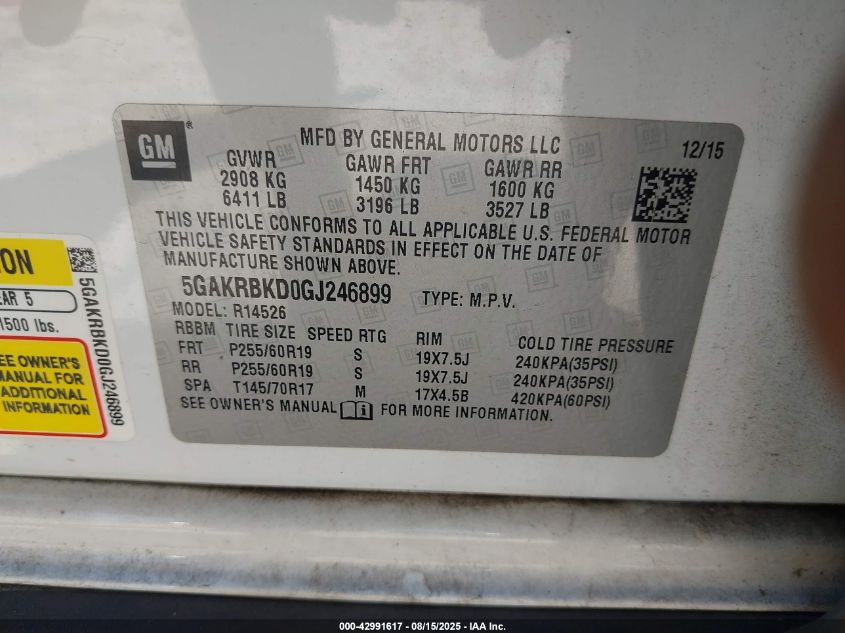 GM ®
MFD BY GENERAL MOTORS LLC
12/15
GVWR GAWR FRT GAWR RR
2908 KG 1450 KG 1600 KG
6411 LB 3196 LB 3527 LB
THIS VEHICLE CONFORMS TO ALL APPLICABLE U.S. FEDERAL MOTOR
VEHICLE SAFETY STANDARDS IN EFFECT ON THE DATE OF
MANUFACTURE SHOWN ABOVE.
5GAKRBKD0GJ246899 TYPE: M.P.V.
MODEL: R14526
RBBM TIRE SIZE SPEED RTG RIM COLD TIRE PRESSURE
FRT P255/60R19 S 19X7.5J 240KPA(35PSI)
RR P255/60R19 S 19X7.5J 240KPA(35PSI)
SPA T145/70R17 M 17X4.5B 420KPA(60PSI)
SEE OWNER'S MANUAL FOR MORE INFORMATION.
ION
EAR 5
1500 lbs.
SEE OWNER'S
MANUAL FOR
ADDITIONAL
INFORMATION
5GAKRBKD0GJ246899
000-42991617 - 08/15/2025 - IAA Inc.